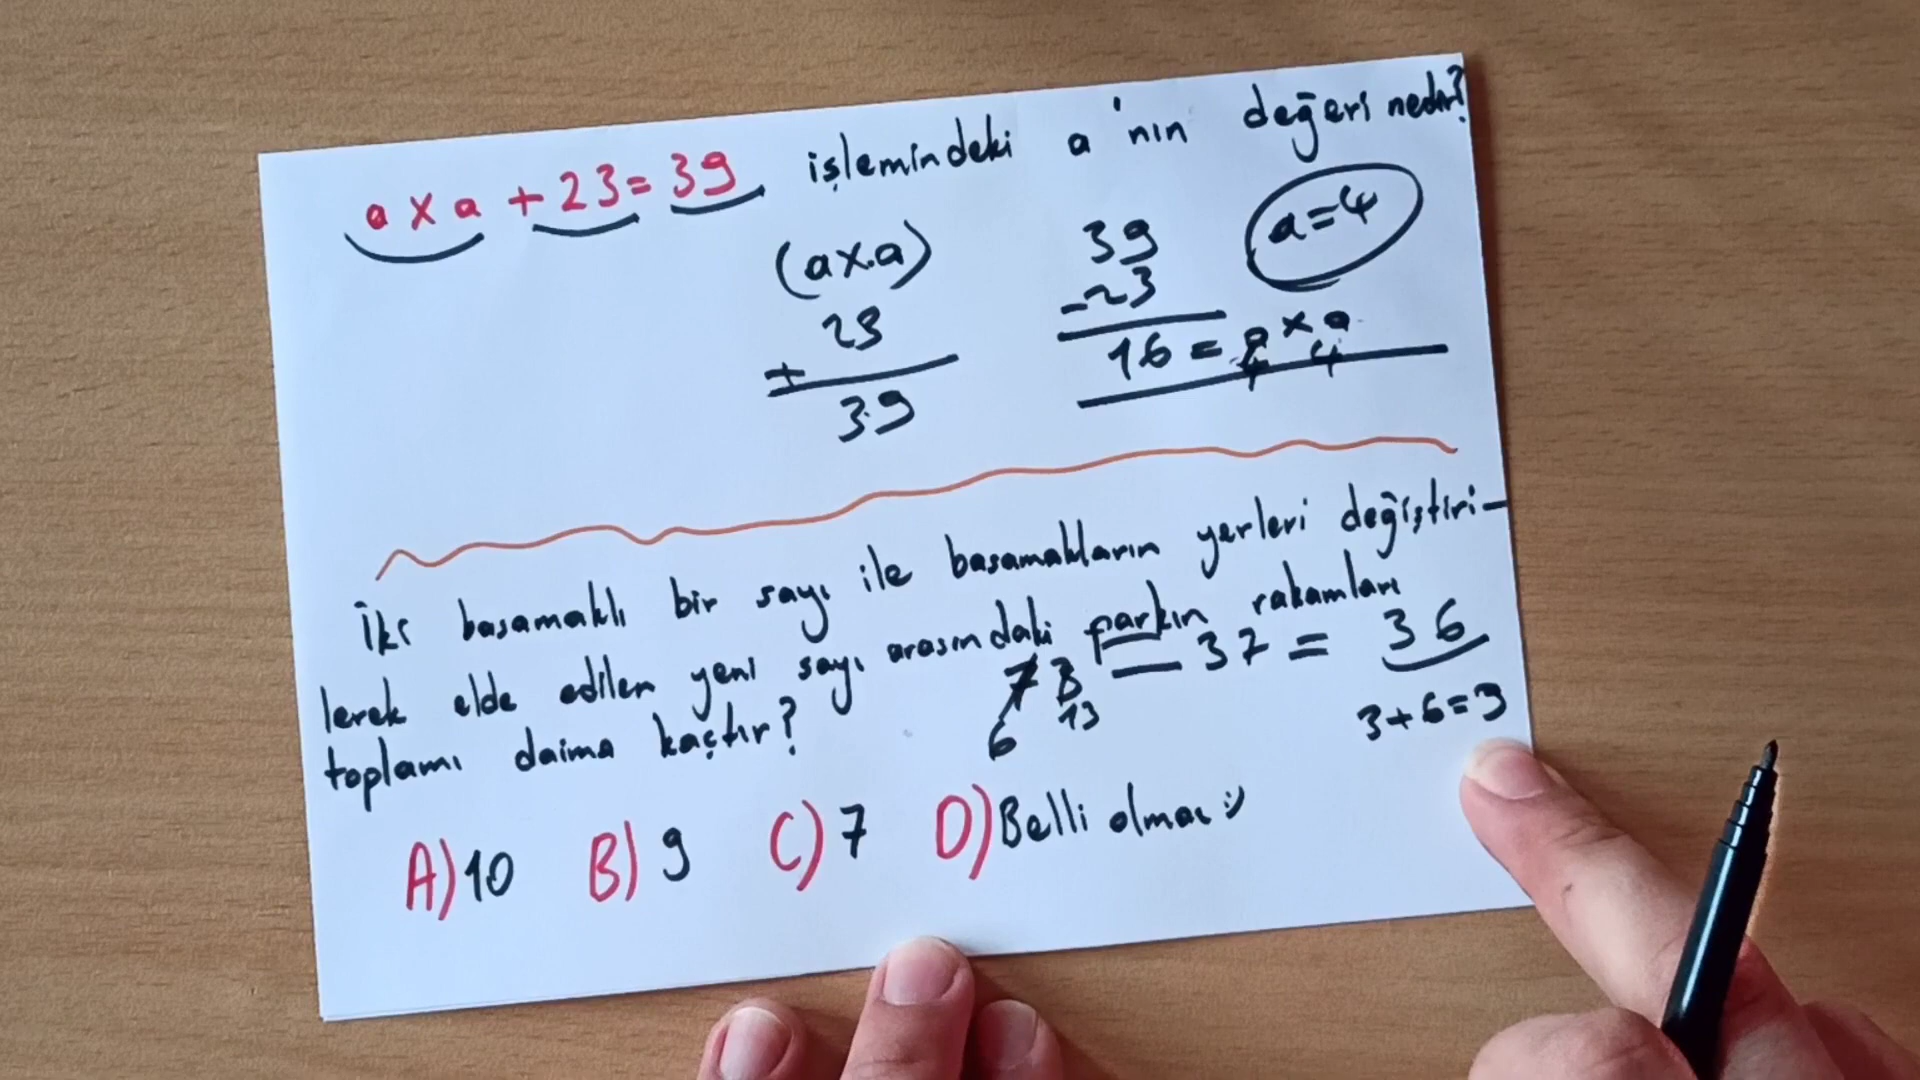 a x a + 23 = 39 işlemindeki a'nın değeri nedir?
(a x a)
23
+
39
39
-23
16 = a x a
4 4
a=4
İki basamaklı bir sayı ile basamakların yerleri değiştiri-
lerek elde edilen yeni sayı arasındaki farkın rakamları
toplamı daima kaçtır?
73 - 37 = 36
6 13
3+6=9
A) 10 B) 9 C) 7 D) Belli olmaz :)